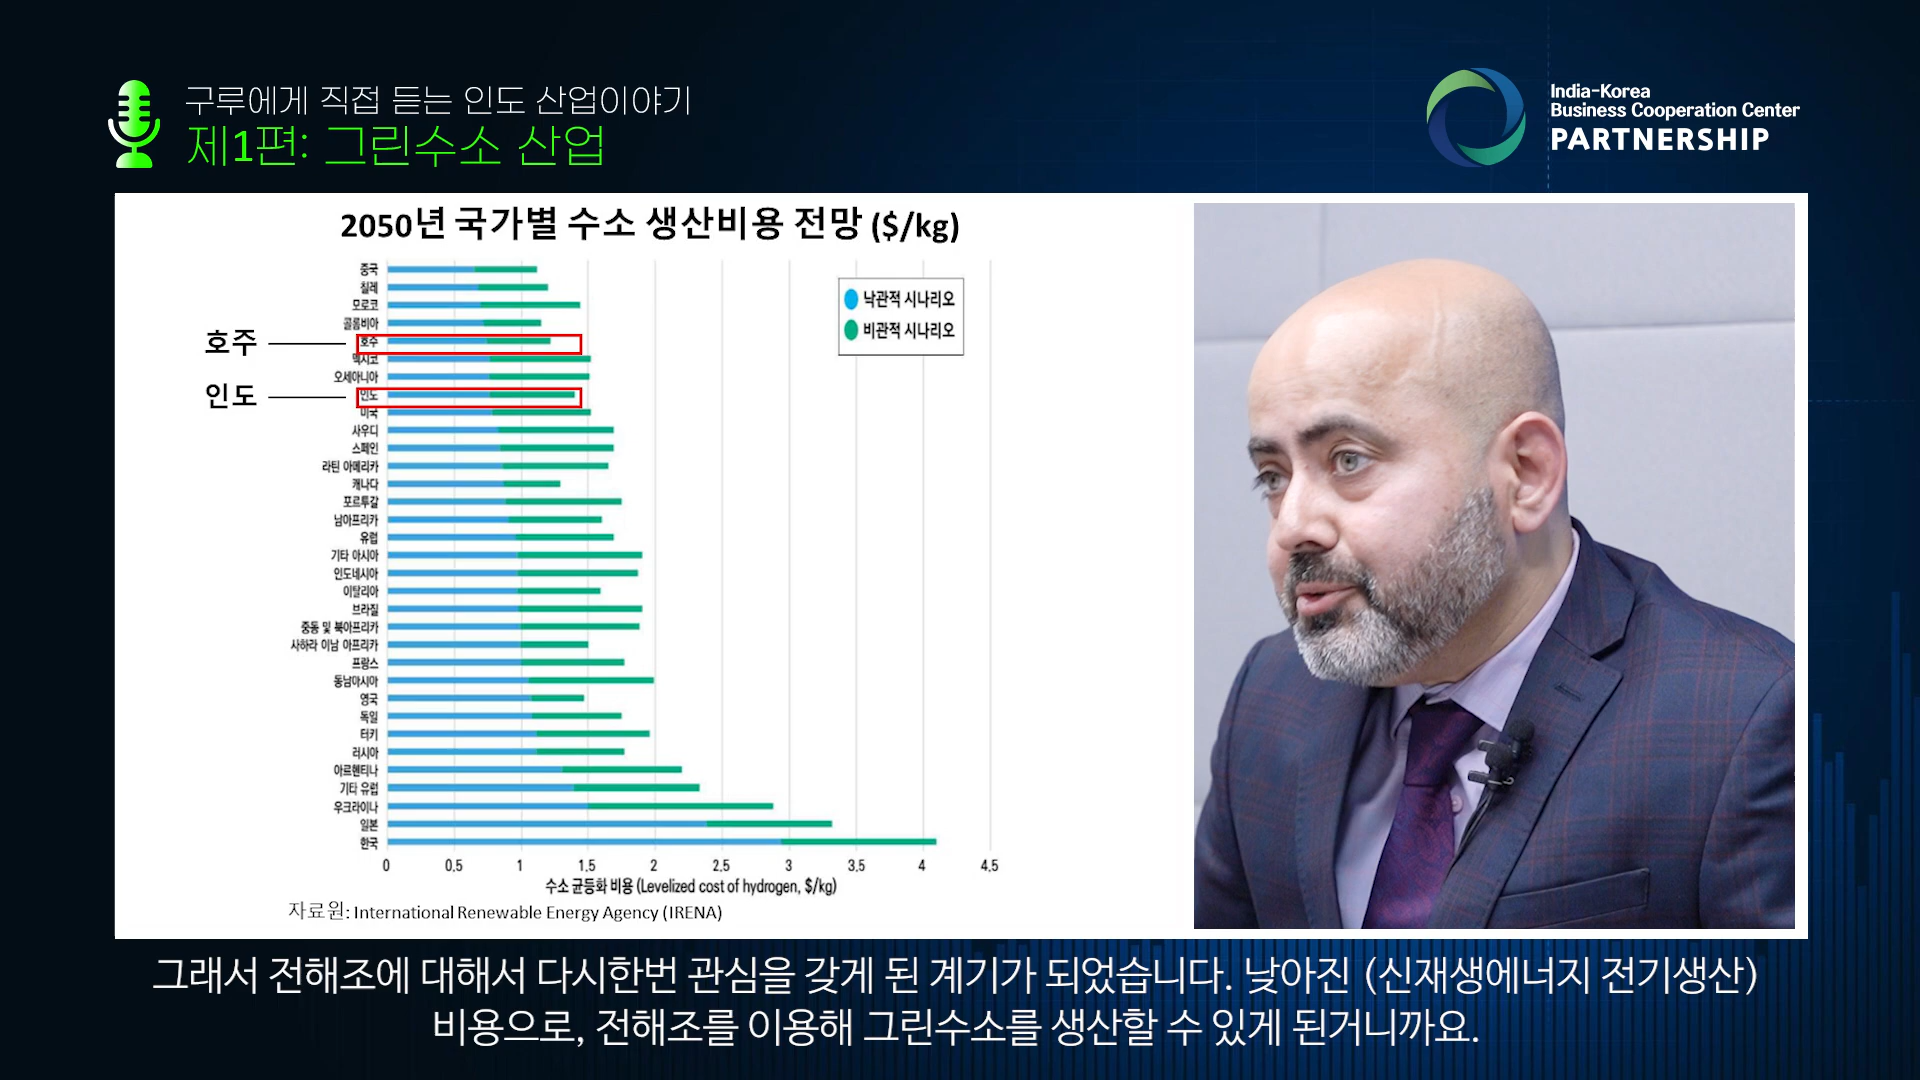 구루에게 직접 듣는 인도 산업이야기
제1편: 그린수소 산업
India-Korea
Business Cooperation Center
PARTNERSHIP
2050년 국가별 수소 생산비용 전망 ($/kg)
낙관적 시나리오
비관적 시나리오
호주
인도
중국
칠레
모로코
콜롬비아
호주
멕시코
오세아니아
인도
미국
사우디
스페인
라틴 아메리카
캐나다
포르투갈
남아프리카
유럽
기타 아시아
인도네시아
이탈리아
브라질
중동 및 북아프리카
사하라 이남 아프리카
프랑스
동남아시아
영국
독일
터키
러시아
아르헨티나
기타 유럽
우크라이나
일본
한국
0 0.5 1 1.5 2 2.5 3 3.5 4 4.5
수소 균등화 비용 (Levelized cost of hydrogen, $/kg)
자료원: International Renewable Energy Agency (IRENA)
그래서 전해조에 대해서 다시한번 관심을 갖게 된 계기가 되었습니다. 낮아진 (신재생에너지 전기생산)
비용으로, 전해조를 이용해 그린수소를 생산할 수 있게 된거니까요.